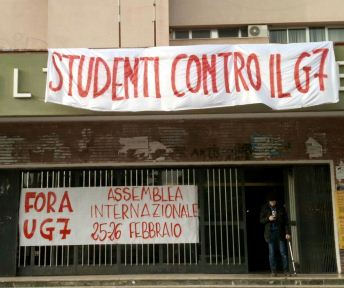 STUDENTI CONTRO IL G7
FORA
U G7
ASSEMBLEA
INTERNAZIONALE
25-26 FEBBRAIO